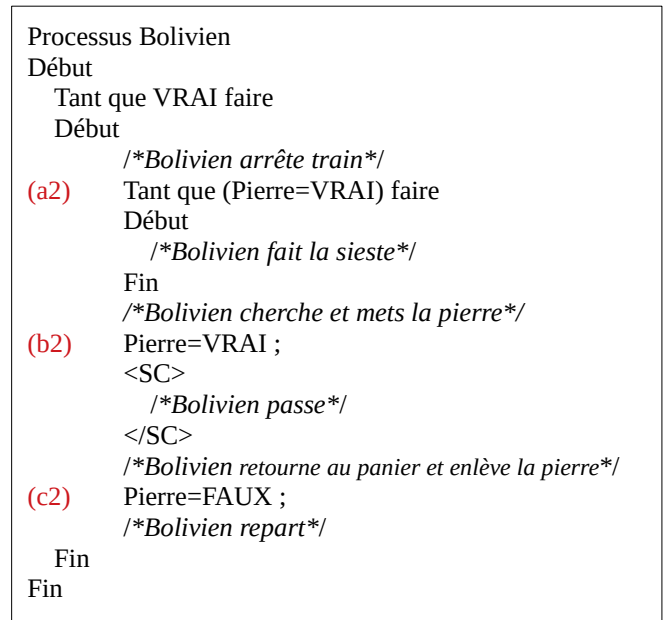 Processus Bolivien
Début
Tant que VRAI faire
Début
/*Bolivien arrête train*/
(a2) Tant que (Pierre=VRAI) faire
Début
/*Bolivien fait la sieste*/
Fin
/*Bolivien cherche et mets la pierre*/
(b2) Pierre=VRAI ;
<SC>
/*Bolivien passe*/
</SC>
/*Bolivien retourne au panier et enlève la pierre*/
(c2) Pierre=FAUX ;
/*Bolivien repart*/
Fin
Fin